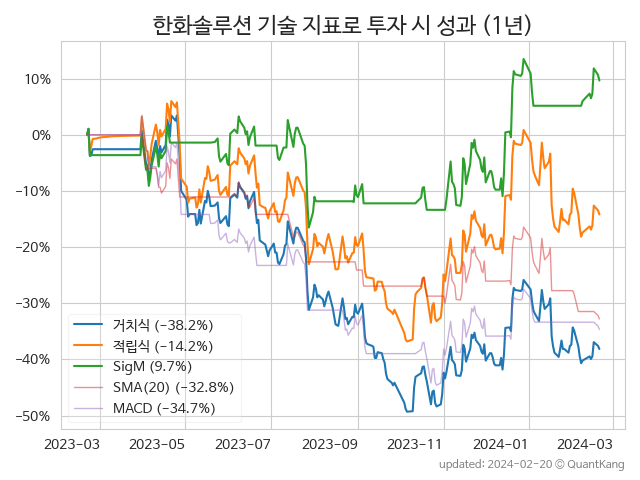 한화솔루션 기술 지표로 투자 시 성과 (1년)
10%
0%
−10%
−20%
−30%
−40%
−50%
거치식 (−38.2%)
적립식 (−14.2%)
SigM (9.7%)
SMA(20) (−32.8%)
MACD (−34.7%)
2023-03
2023-05
2023-07
2023-09
2023-11
2024-01
2024-03
updated: 2024-02-20 © QuantKang